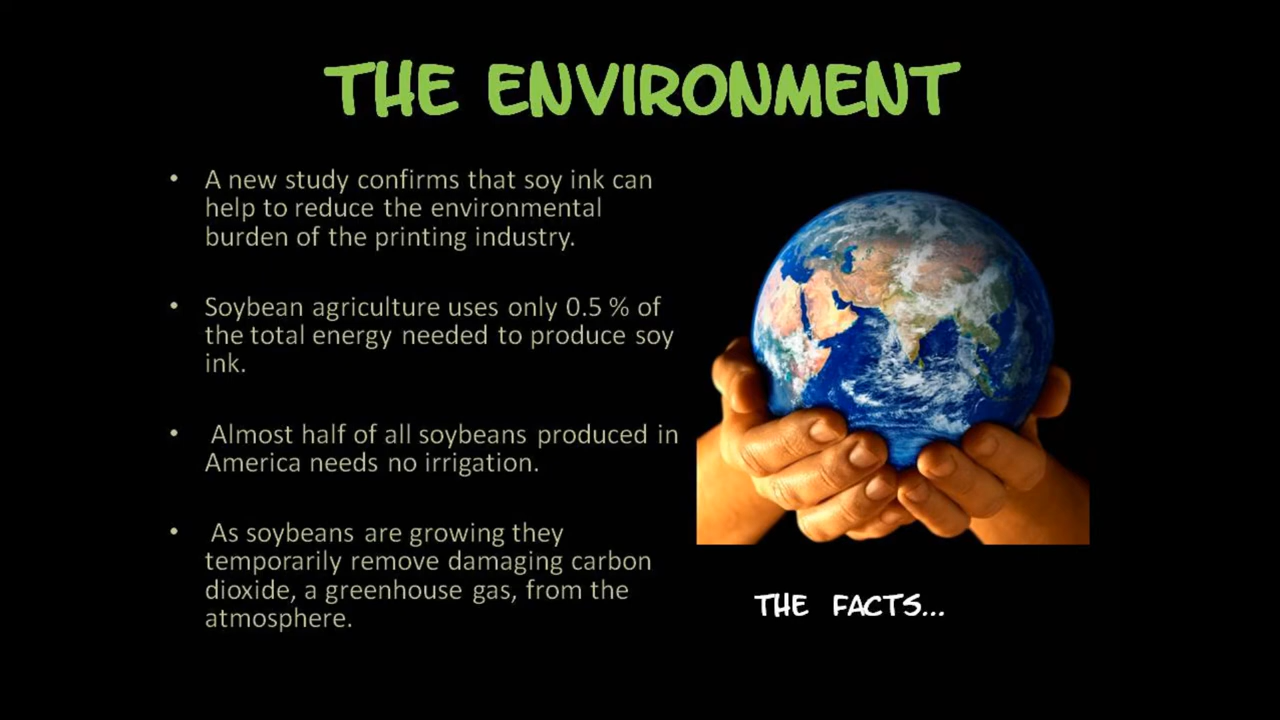 THE ENVIRONMENT
• A new study confirms that soy ink can
help to reduce the environmental
burden of the printing industry.
• Soybean agriculture uses only 0.5 % of
the total energy needed to produce soy
ink.
• Almost half of all soybeans produced in
America needs no irrigation.
• As soybeans are growing they
temporarily remove damaging carbon
dioxide, a greenhouse gas, from the
atmosphere.
THE FACTS...